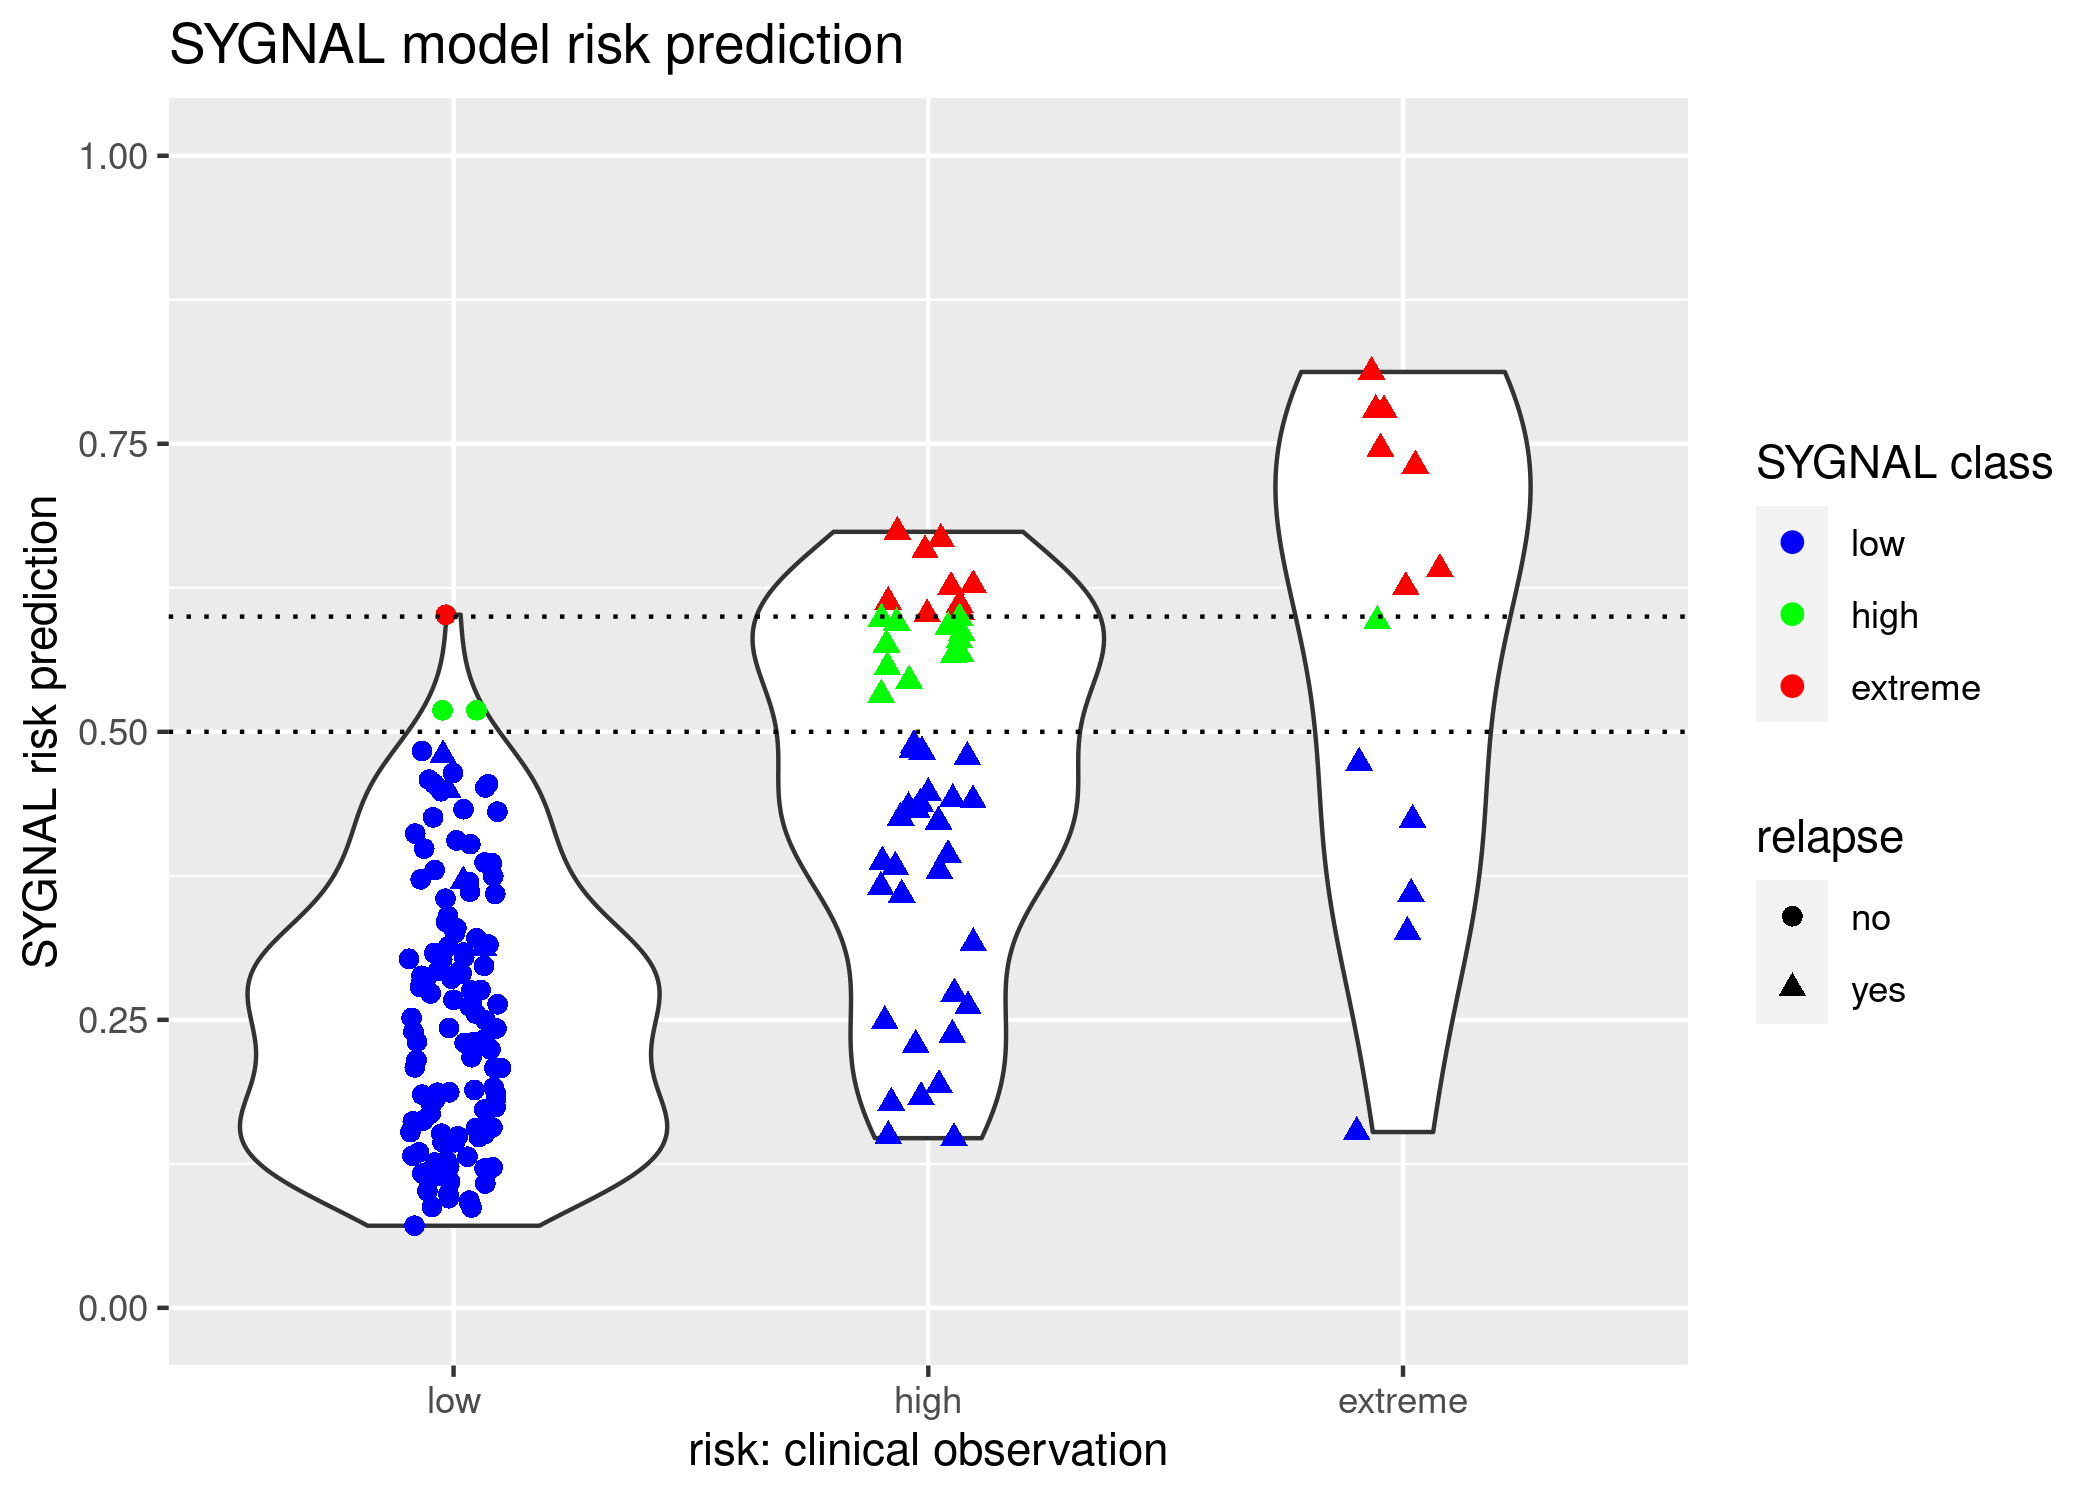 SYGNAL model risk prediction
1.00
0.75
0.50
0.25
0.00
SYGNAL risk prediction
low
high
extreme
risk: clinical observation
SYGNAL class
low
high
extreme
relapse
no
yes